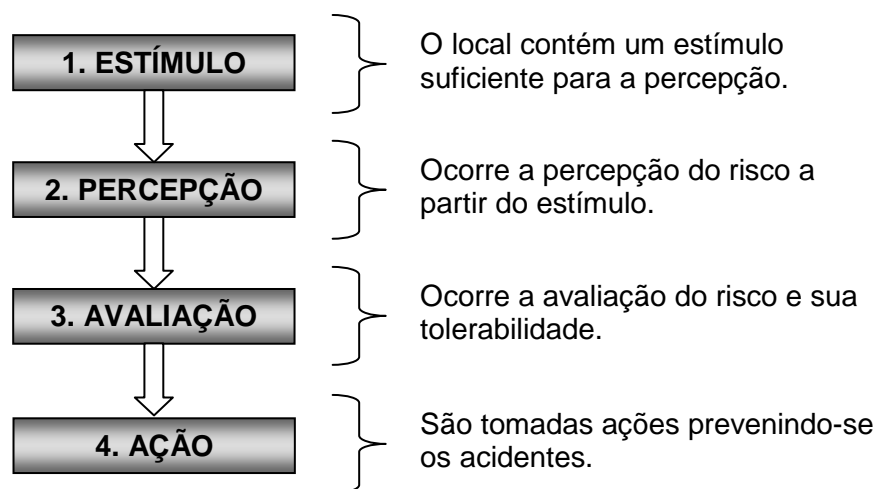 1. ESTÍMULO
O local contém um estímulo
suficiente para a percepção.
2. PERCEPÇÃO
Ocorre a percepção do risco a
partir do estímulo.
3. AVALIAÇÃO
Ocorre a avaliação do risco e sua
tolerabilidade.
4. AÇÃO
São tomadas ações prevenindo-se
os acidentes.